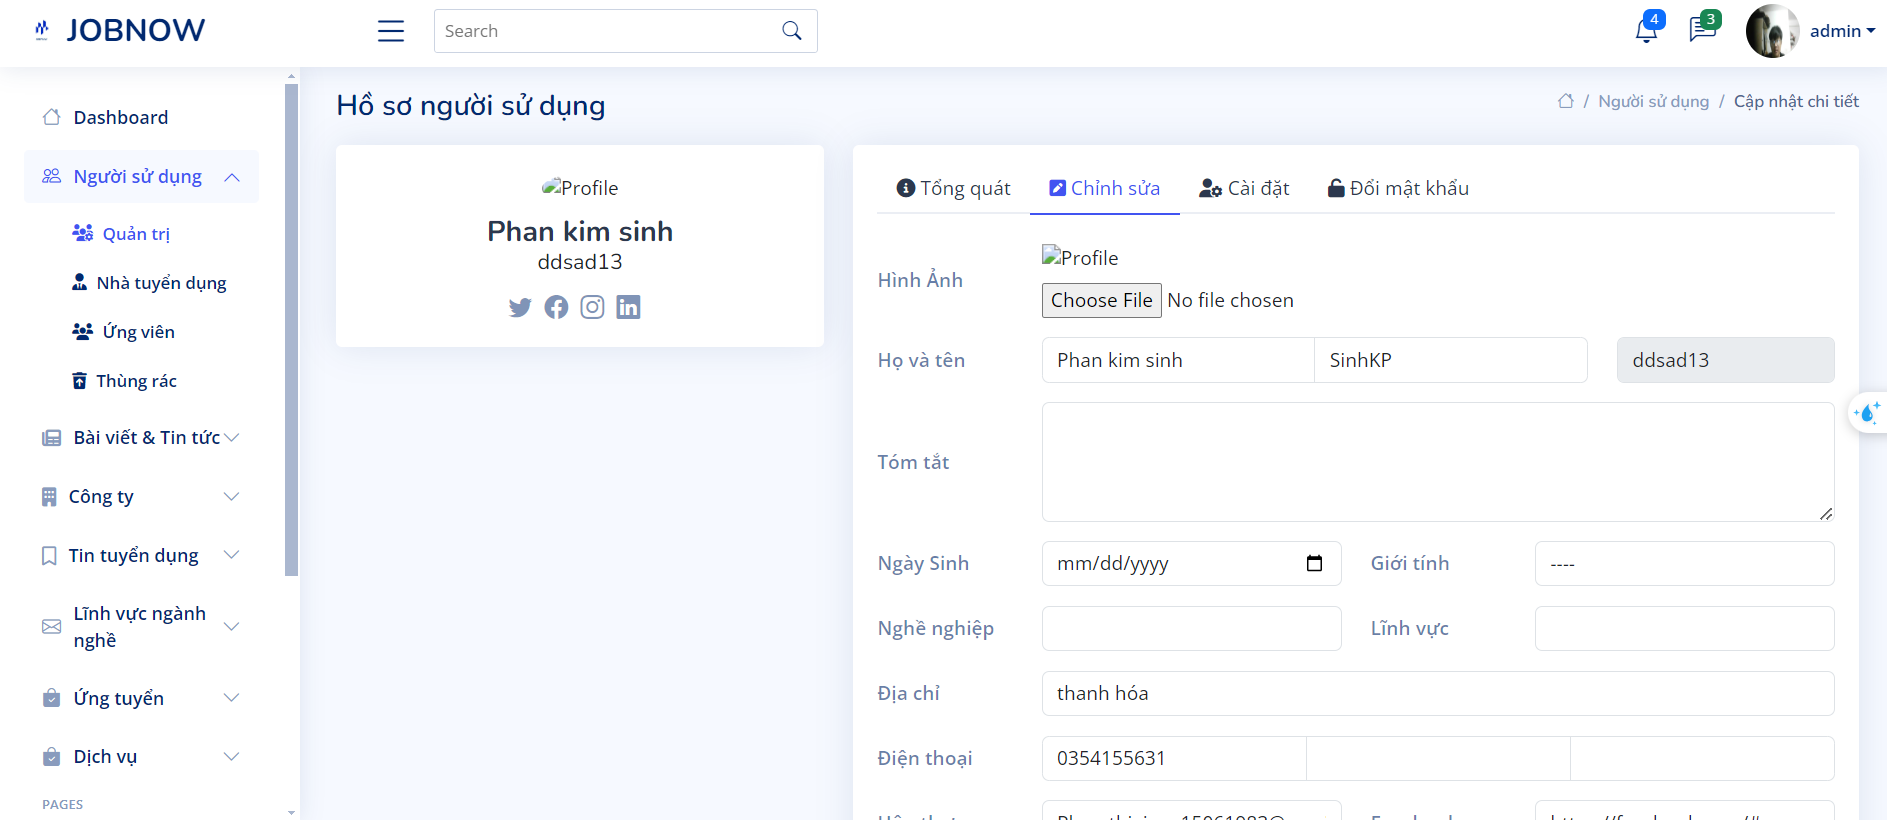 JOBNOW
Search
4
3
admin
Dashboard
Người sử dụng
Quản trị
Nhà tuyển dụng
Ứng viên
Thùng rác
Bài viết & Tin tức
Công ty
Tin tuyển dụng
Lĩnh vực ngành
nghề
Ứng tuyển
Dịch vụ
PAGES
Hồ sơ người sử dụng
/ Người sử dụng / Cập nhật chi tiết
Profile
Phan kim sinh
ddsad13
Tổng quát Chỉnh sửa Cài đặt Đổi mật khẩu
Hình Ảnh
Profile
Choose File No file chosen
Họ và tên Phan kim sinh SinhKP ddsad13
Tóm tắt
Ngày Sinh mm/dd/yyyy Giới tính ----
Nghề nghiệp Lĩnh vực
Địa chỉ thanh hóa
Điện thoại 0354155631